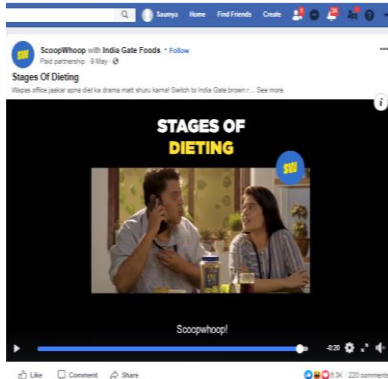 Saumya Home Find Friends Create
SW
ScoopWhoop with India Gate Foods. · Follow
Paid partnership · 9 May ·
Stages Of Dieting
Wapas office jaakar apna diet ka drama matt shuru karna! Switch to India Gate brown r... See more
STAGES OF
DIETING
SW
Scoopwhoop!
-0:20
Like Comment Share
220 comments